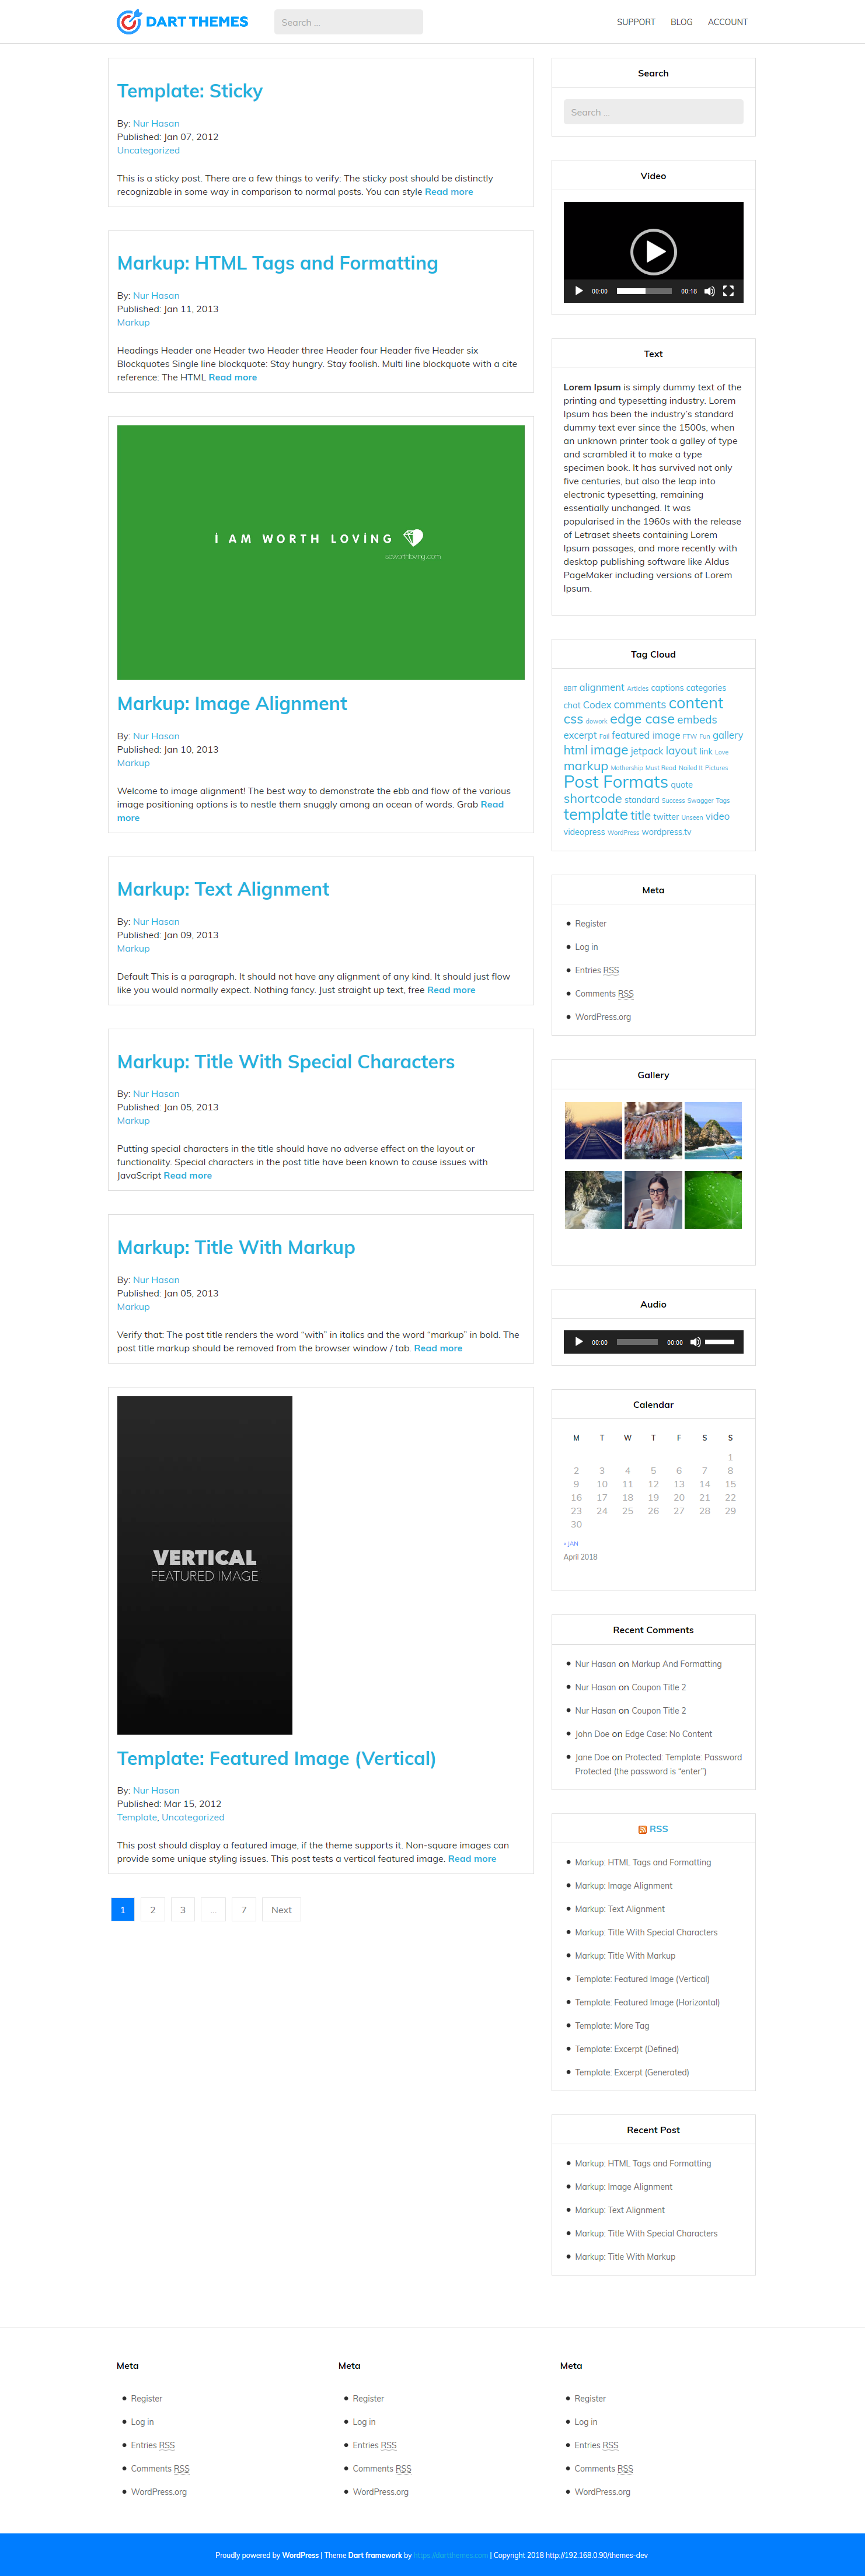 DART THEMES
Search ...
SUPPORT BLOG ACCOUNT
Template: Sticky
By: Nur Hasan
Published: Jan 07, 2012
Uncategorized
This is a sticky post. There are a few things to verify: The sticky post should be distinctly
recognizable in some way in comparison to normal posts. You can style Read more
Markup: HTML Tags and Formatting
By: Nur Hasan
Published: Jan 11, 2013
Markup
Headings Header one Header two Header three Header four Header five Header six
Blockquotes Single line blockquote: Stay hungry. Stay foolish. Multi line blockquote with a cite
reference: The HTML Read more
I AM WORTH LOVING
soworthloving.com
Markup: Image Alignment
By: Nur Hasan
Published: Jan 10, 2013
Markup
Welcome to image alignment! The best way to demonstrate the ebb and flow of the various
image positioning options is to nestle them snuggly among an ocean of words. Grab Read
more
Markup: Text Alignment
By: Nur Hasan
Published: Jan 09, 2013
Markup
Default This is a paragraph. It should not have any alignment of any kind. It should just flow
like you would normally expect. Nothing fancy. Just straight up text, free Read more
Markup: Title With Special Characters
By: Nur Hasan
Published: Jan 05, 2013
Markup
Putting special characters in the title should have no adverse effect on the layout or
functionality. Special characters in the post title have been known to cause issues with
JavaScript Read more
Markup: Title With Markup
By: Nur Hasan
Published: Jan 05, 2013
Markup
Verify that: The post title renders the word “with” in italics and the word “markup” in bold. The
post title markup should be removed from the browser window / tab. Read more
VERTICAL
FEATURED IMAGE
Template: Featured Image (Vertical)
By: Nur Hasan
Published: Mar 15, 2012
Template, Uncategorized
This post should display a featured image, if the theme supports it. Non-square images can
provide some unique styling issues. This post tests a vertical featured image. Read more
1 2 3 ... 7 Next
Search
Search ...
Video
00:00 00:18
Text
Lorem Ipsum is simply dummy text of the
printing and typesetting industry. Lorem
Ipsum has been the industry’s standard
dummy text ever since the 1500s, when
an unknown printer took a galley of type
and scrambled it to make a type
specimen book. It has survived not only
five centuries, but also the leap into
electronic typesetting, remaining
essentially unchanged. It was
popularised in the 1960s with the release
of Letraset sheets containing Lorem
Ipsum passages, and more recently with
desktop publishing software like Aldus
PageMaker including versions of Lorem
Ipsum.
Tag Cloud
8BIT alignment Articles captions categories
chat Codex comments content
css dowork edge case embeds
excerpt Fail featured image FTW Fun gallery
html image jetpack layout link Love
markup Mothership Must Read Nailed it Pictures
Post Formats quote
shortcode standard Success Swagger Tags
template title twitter Unseen video
videopress WordPress wordpress.tv
Meta
Register
Log in
Entries RSS
Comments RSS
WordPress.org
Gallery
Audio
00:00 00:00
Calendar
M T W T F S S
1
2 3 4 5 6 7 8
9 10 11 12 13 14 15
16 17 18 19 20 21 22
23 24 25 26 27 28 29
30
« JAN
April 2018
Recent Comments
Nur Hasan on Markup And Formatting
Nur Hasan on Coupon Title 2
Nur Hasan on Coupon Title 2
John Doe on Edge Case: No Content
Jane Doe on Protected: Template: Password
Protected (the password is “enter”)
RSS
Markup: HTML Tags and Formatting
Markup: Image Alignment
Markup: Text Alignment
Markup: Title With Special Characters
Markup: Title With Markup
Template: Featured Image (Vertical)
Template: Featured Image (Horizontal)
Template: More Tag
Template: Excerpt (Defined)
Template: Excerpt (Generated)
Recent Post
Markup: HTML Tags and Formatting
Markup: Image Alignment
Markup: Text Alignment
Markup: Title With Special Characters
Markup: Title With Markup
Meta
Register
Log in
Entries RSS
Comments RSS
WordPress.org
Meta
Register
Log in
Entries RSS
Comments RSS
WordPress.org
Meta
Register
Log in
Entries RSS
Comments RSS
WordPress.org
Proudly powered by WordPress | Theme Dart framework by https://dartthemes.com | Copyright 2018 http://192.168.0.90/themes-dev